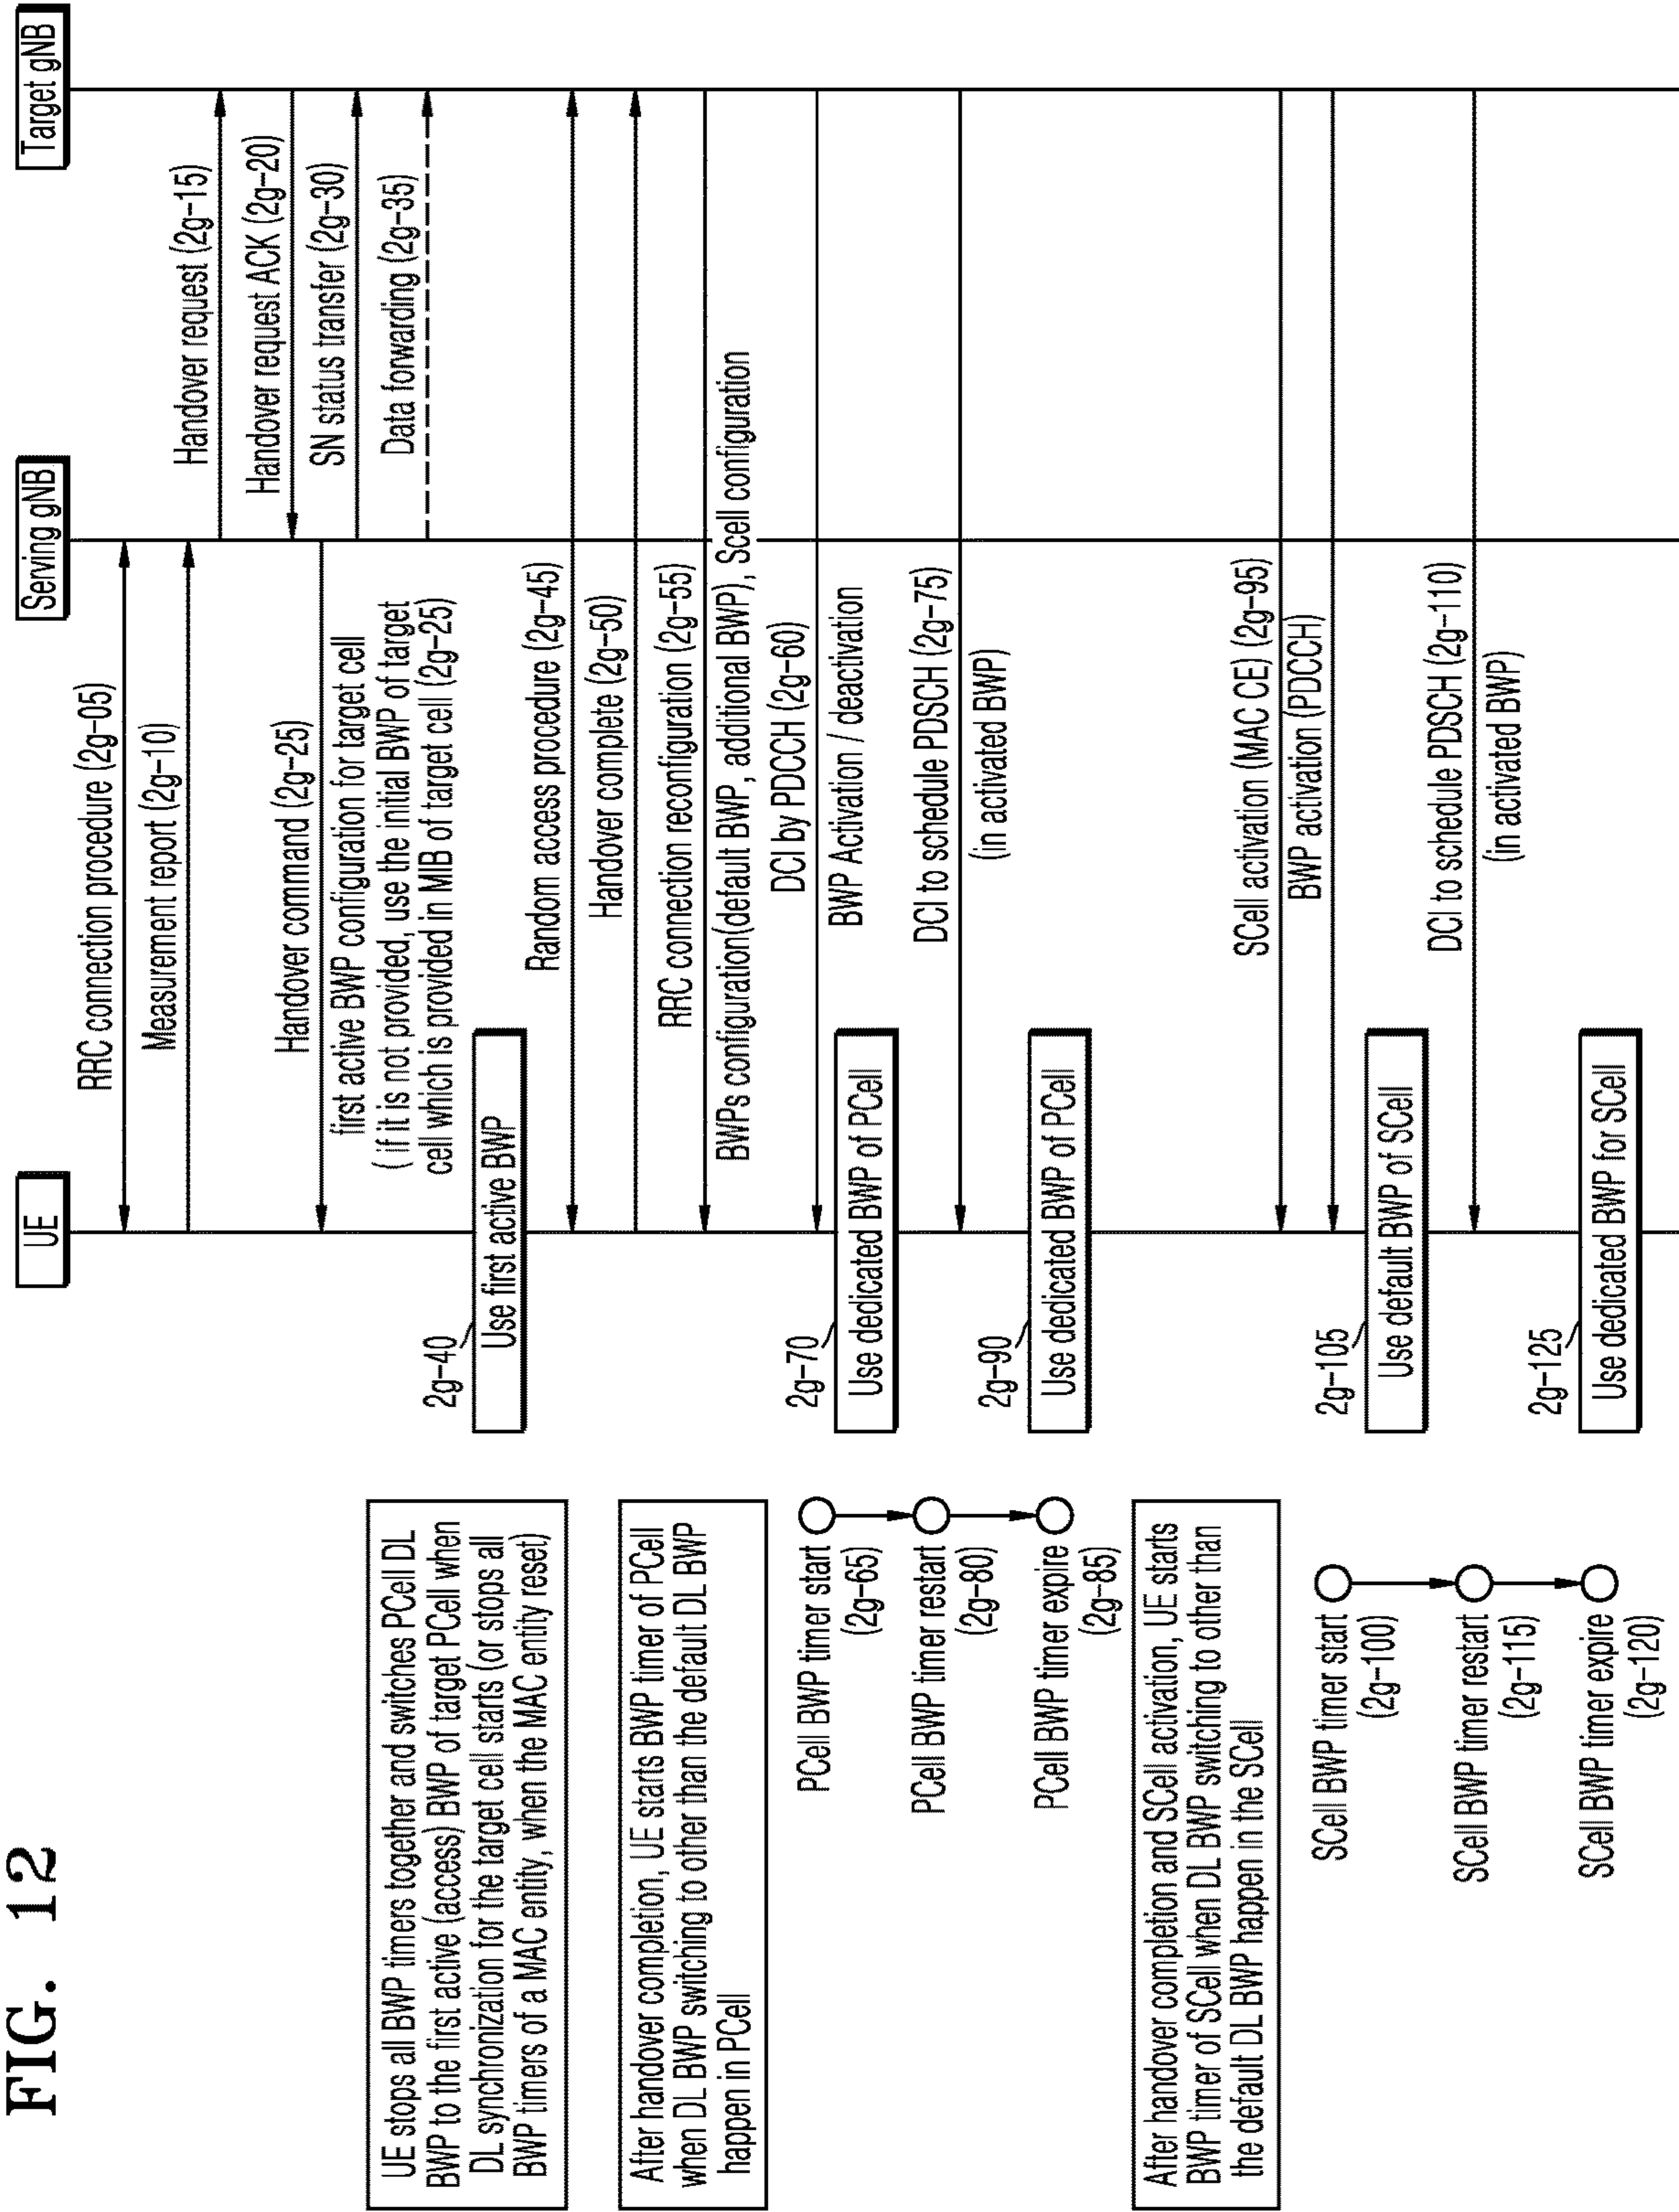 FIG. 12
UE
Serving gNB
Target gNB
RRC connection procedure (2g-05)
Measurement report (2g-10)
Handover request (2g-15)
Handover request ACK (2g-20)
Handover command (2g-25)
SN status transfer (2g-30)
first active BWP configuration for target cell
( if it is not provided, use the initial BWP of target
cell which is provided in MIB of target cell (2g-25)
Data forwarding (2g-35)
UE stops all BWP timers together and switches PCell DL
BWP to the first active (access) BWP of target PCell when
DL synchronization for the target cell starts (or stops all
BWP timers of a MAC entity, when the MAC entity reset)
2g-40
Use first active BWP
Random access procedure (2g-45)
Handover complete (2g-50)
After handover completion, UE starts BWP timer of PCell
when DL BWP switching to other than the default DL BWP
happen in PCell
RRC connection reconfiguration (2g-55)
BWPs configuration(default BWP, additional BWP), Scell configuration
DCI by PDCCH (2g-60)
PCell BWP timer start
(2g-65)
2g-70
Use dedicated BWP of PCell
BWP Activation / deactivation
DCI to schedule PDSCH (2g-75)
(in activated BWP)
PCell BWP timer restart
(2g-80)
PCell BWP timer expire
(2g-85)
2g-90
Use dedicated BWP of PCell
After handover completion and SCell activation, UE starts
BWP timer of SCell when DL BWP switching to other than
the default DL BWP happen in the SCell
SCell activation (MAC CE) (2g-95)
BWP activation (PDCCH)
SCell BWP timer start
(2g-100)
2g-105
Use default BWP of SCell
DCI to schedule PDSCH (2g-110)
(in activated BWP)
SCell BWP timer restart
(2g-115)
SCell BWP timer expire
(2g-120)
2g-125
Use dedicated BWP for SCell